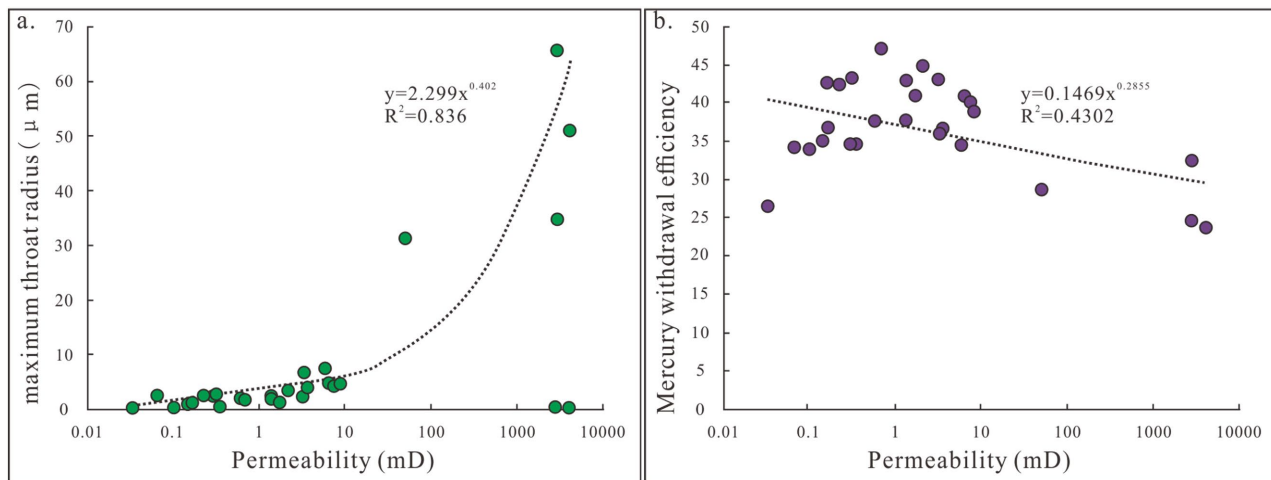 a.
70
60
50
40
30
20
10
0
maximum throat radius( μ m)
y=2.299x^0.402
R²=0.836
0.01 0.1 1 10 100 1000 10000
Permeability (mD)
b.
50
45
40
35
30
25
20
15
10
5
0
Mercury withdrawal efficiency
y=0.1469x^0.2855
R²=0.4302
0.01 0.1 1 10 100 1000 10000
Permeability (mD)